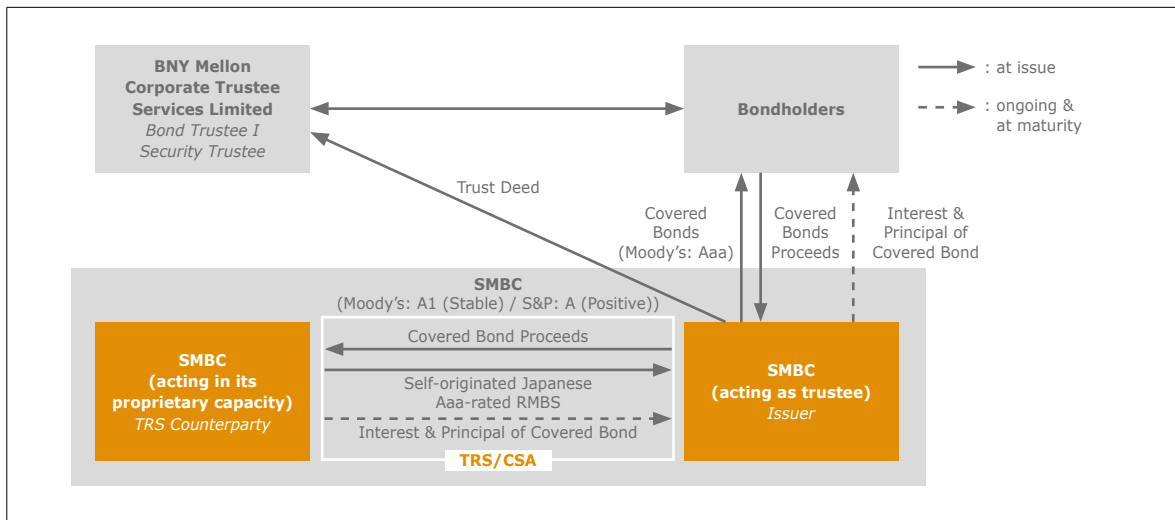 BNY Mellon
Corporate Trustee
Services Limited
Bond Trustee I
Security Trustee
Bondholders
: at issue
: ongoing &
at maturity
Trust Deed
Covered
Bonds
(Moody's: Aaa)
Covered
Bonds
Proceeds
Interest &
Principal of
Covered Bond
SMBC
(Moody's: A1 (Stable) / S&P: A (Positive))
SMBC
(acting in its
proprietary capacity)
TRS Counterparty
Covered Bond Proceeds
Self-originated Japanese
Aaa-rated RMBS
Interest & Principal of Covered Bond
TRS/CSA
SMBC
(acting as trustee)
Issuer